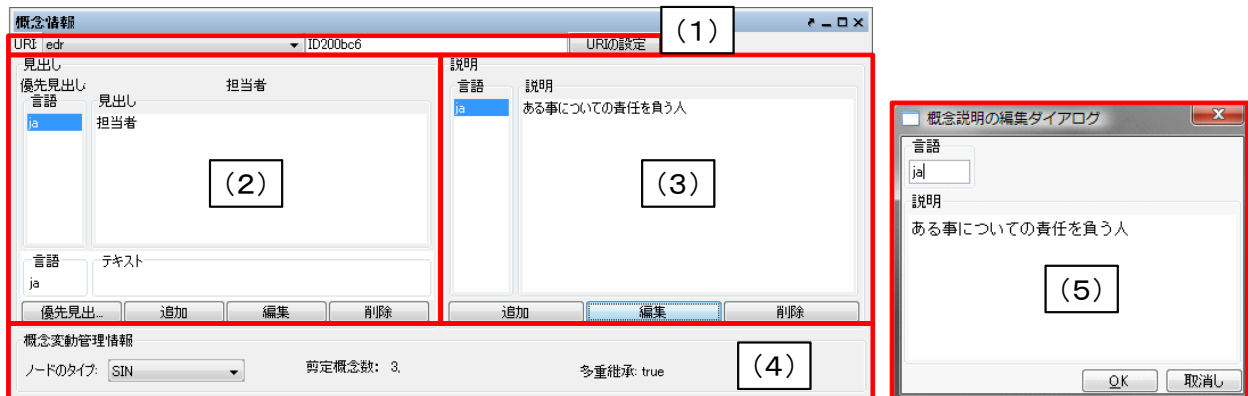 概念情報
URI: edr ID200bc6 URIの設定
(1)
見出し
優先見出し: 担当者
言語 見出し
ja 担当者
(2)
言語 テキスト
ja
優先見出... 追加 編集 削除
説明
言語 説明
ja ある事についての責任を負う人
(3)
追加 編集 削除
概念変動管理情報
ノードのタイプ: SIN 剪定概念数: 3, 多重継承: true
(4)
概念説明の編集ダイアログ
言語
ja
説明
ある事についての責任を負う人
(5)
OK 取消し